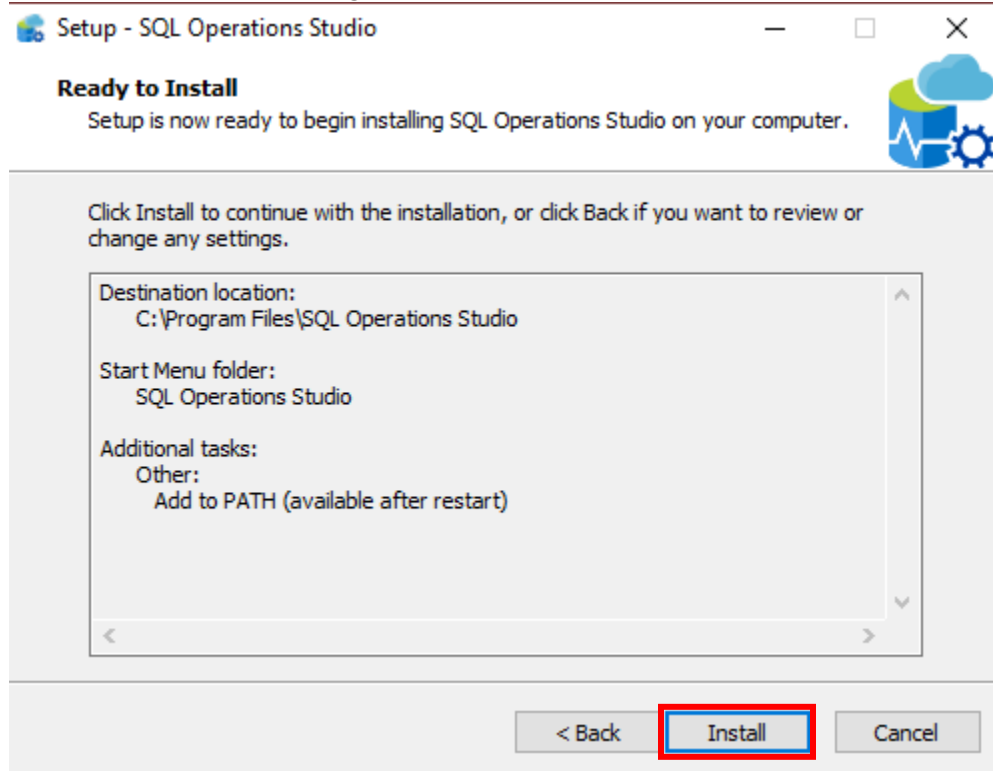 Setup - SQL Operations Studio
Ready to Install
Setup is now ready to begin installing SQL Operations Studio on your computer.
Click Install to continue with the installation, or click Back if you want to review or
change any settings.
Destination location:
C:\Program Files\SQL Operations Studio
Start Menu folder:
SQL Operations Studio
Additional tasks:
Other:
Add to PATH (available after restart)
< Back Install Cancel